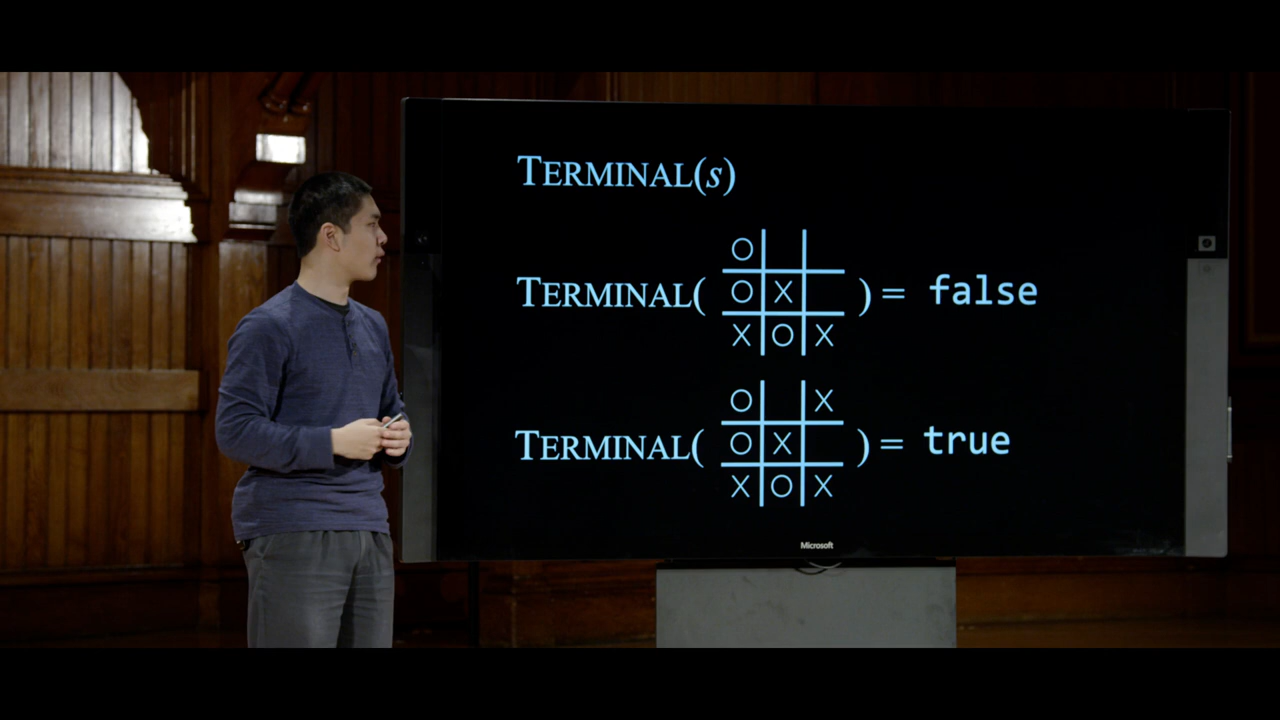 TERMINAL(s)
O
TERMINAL( O X ) = false
X O X
O X
TERMINAL( O X ) = true
X O X
Microsoft